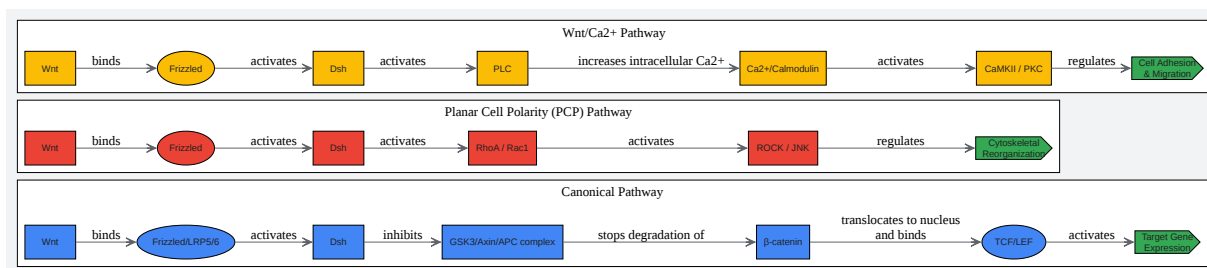 Wnt/Ca2+ Pathway
Wnt
binds
Frizzled
activates
Dsh
activates
PLC
increases intracellular Ca2+
Ca2+/Calmodulin
activates
CaMKII / PKC
regulates
Cell Adhesion
& Migration
Planar Cell Polarity (PCP) Pathway
Wnt
binds
Frizzled
activates
Dsh
activates
RhoA / Rac1
activates
ROCK / JNK
regulates
Cytoskeletal
Reorganization
Canonical Pathway
Wnt
binds
Frizzled/LRP5/6
activates
Dsh
inhibits
GSK3/Axin/APC complex
stops degradation of
β-catenin
translocates to nucleus
and binds
TCF/LEF
activates
Target Gene
Expression